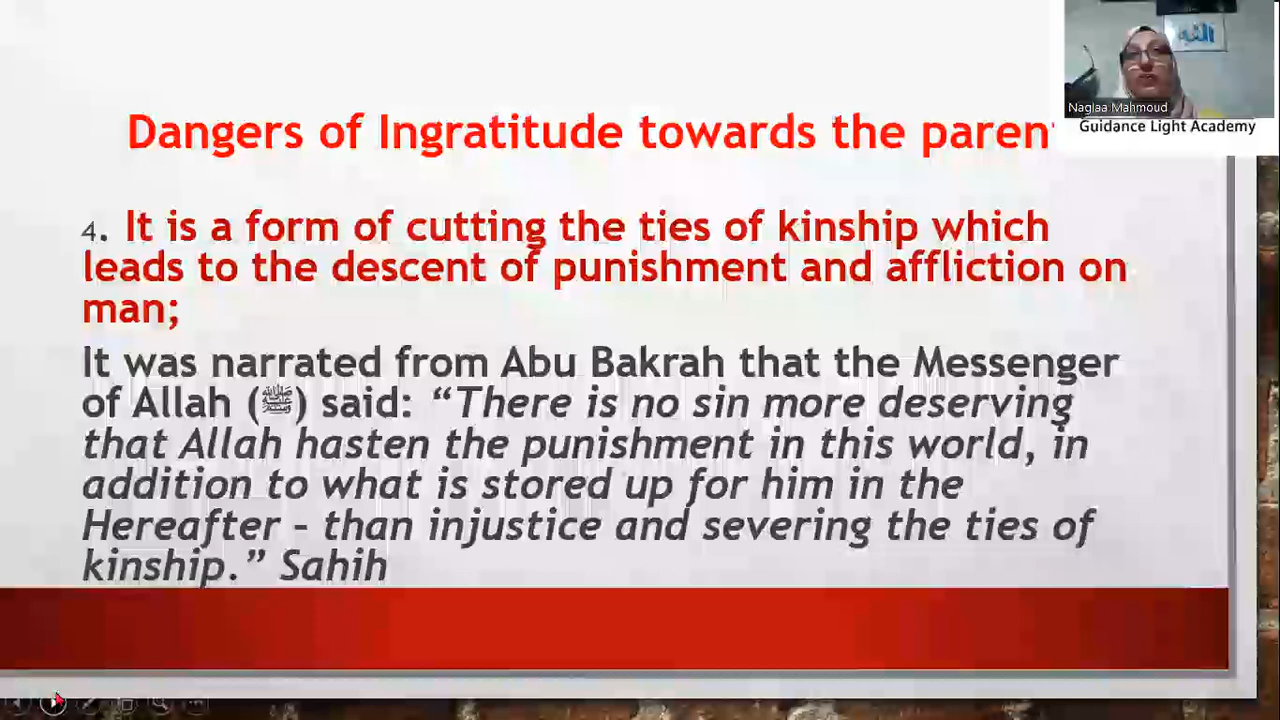 Dangers of Ingratitude towards the paren
Naglaa Mahmoud
Guidance Light Academy
4. It is a form of cutting the ties of kinship which
leads to the descent of punishment and affliction on
man;
It was narrated from Abu Bakrah that the Messenger
of Allah (ﷺ) said: “There is no sin more deserving
that Allah hasten the punishment in this world, in
addition to what is stored up for him in the
Hereafter – than injustice and severing the ties of
kinship.” Sahih
الله